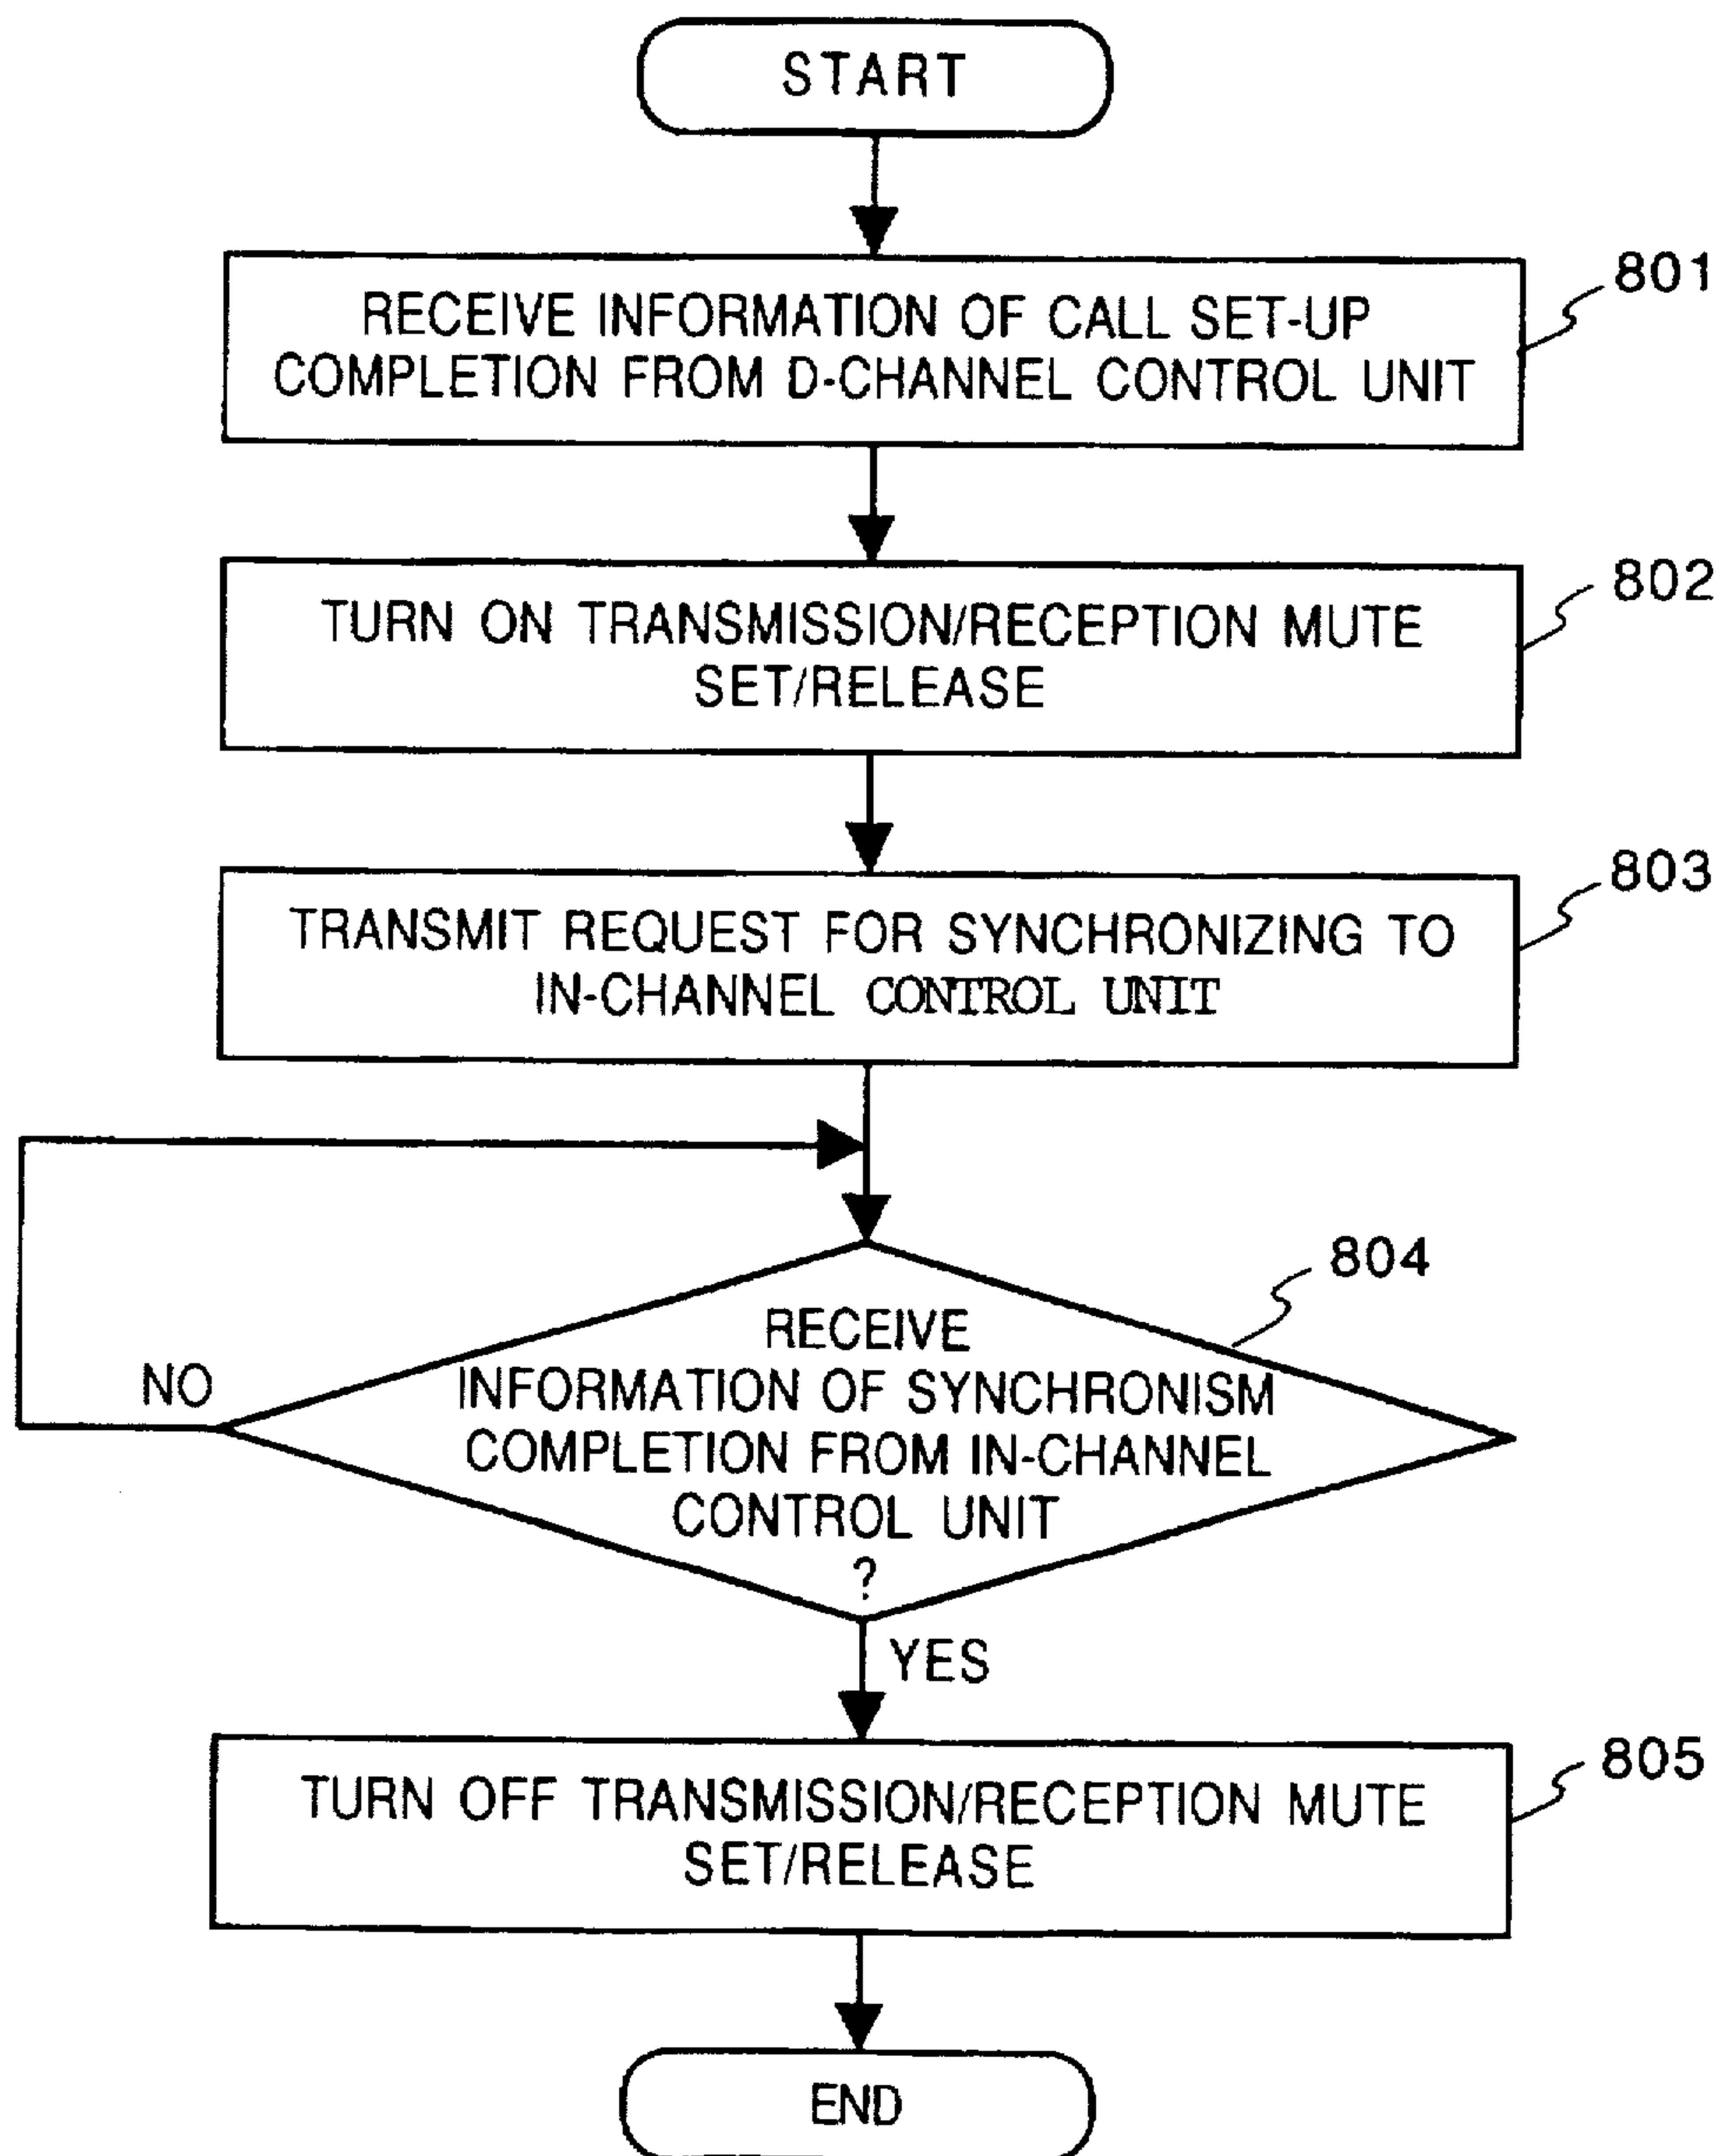 START
801
RECEIVE INFORMATION OF CALL SET-UP
COMPLETION FROM D-CHANNEL CONTROL UNIT
802
TURN ON TRANSMISSION/RECEPTION MUTE
SET/RELEASE
803
TRANSMIT REQUEST FOR SYNCHRONIZING TO
IN-CHANNEL CONTROL UNIT
804
RECEIVE
INFORMATION OF SYNCHRONISM
COMPLETION FROM IN-CHANNEL
CONTROL UNIT
?
NO
YES
805
TURN OFF TRANSMISSION/RECEPTION MUTE
SET/RELEASE
END